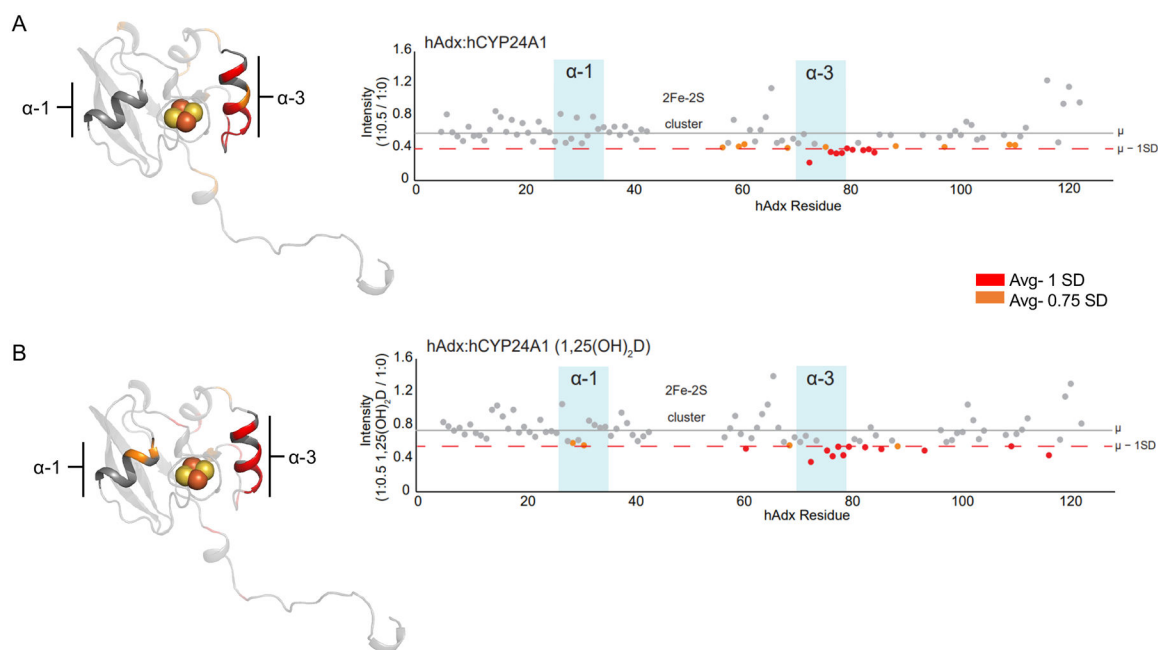 A
α-1
α-3
hAdx:hCYP24A1
Intensity
(1:0.5 / 1:0)
1.6
1.2
0.8
0.4
0
α-1
2Fe-2S
cluster
α-3
μ
μ – 1SD
0 20 40 60 80 100 120
hAdx Residue
Avg- 1 SD
Avg- 0.75 SD
B
α-1
α-3
hAdx:hCYP24A1 (1,25(OH)₂D)
Intensity
(1:0.5 1,25(OH)₂D / 1:0)
1.6
1.2
0.8
0.4
0
α-1
2Fe-2S
cluster
α-3
μ
μ – 1SD
0 20 40 60 80 100 120
hAdx Residue